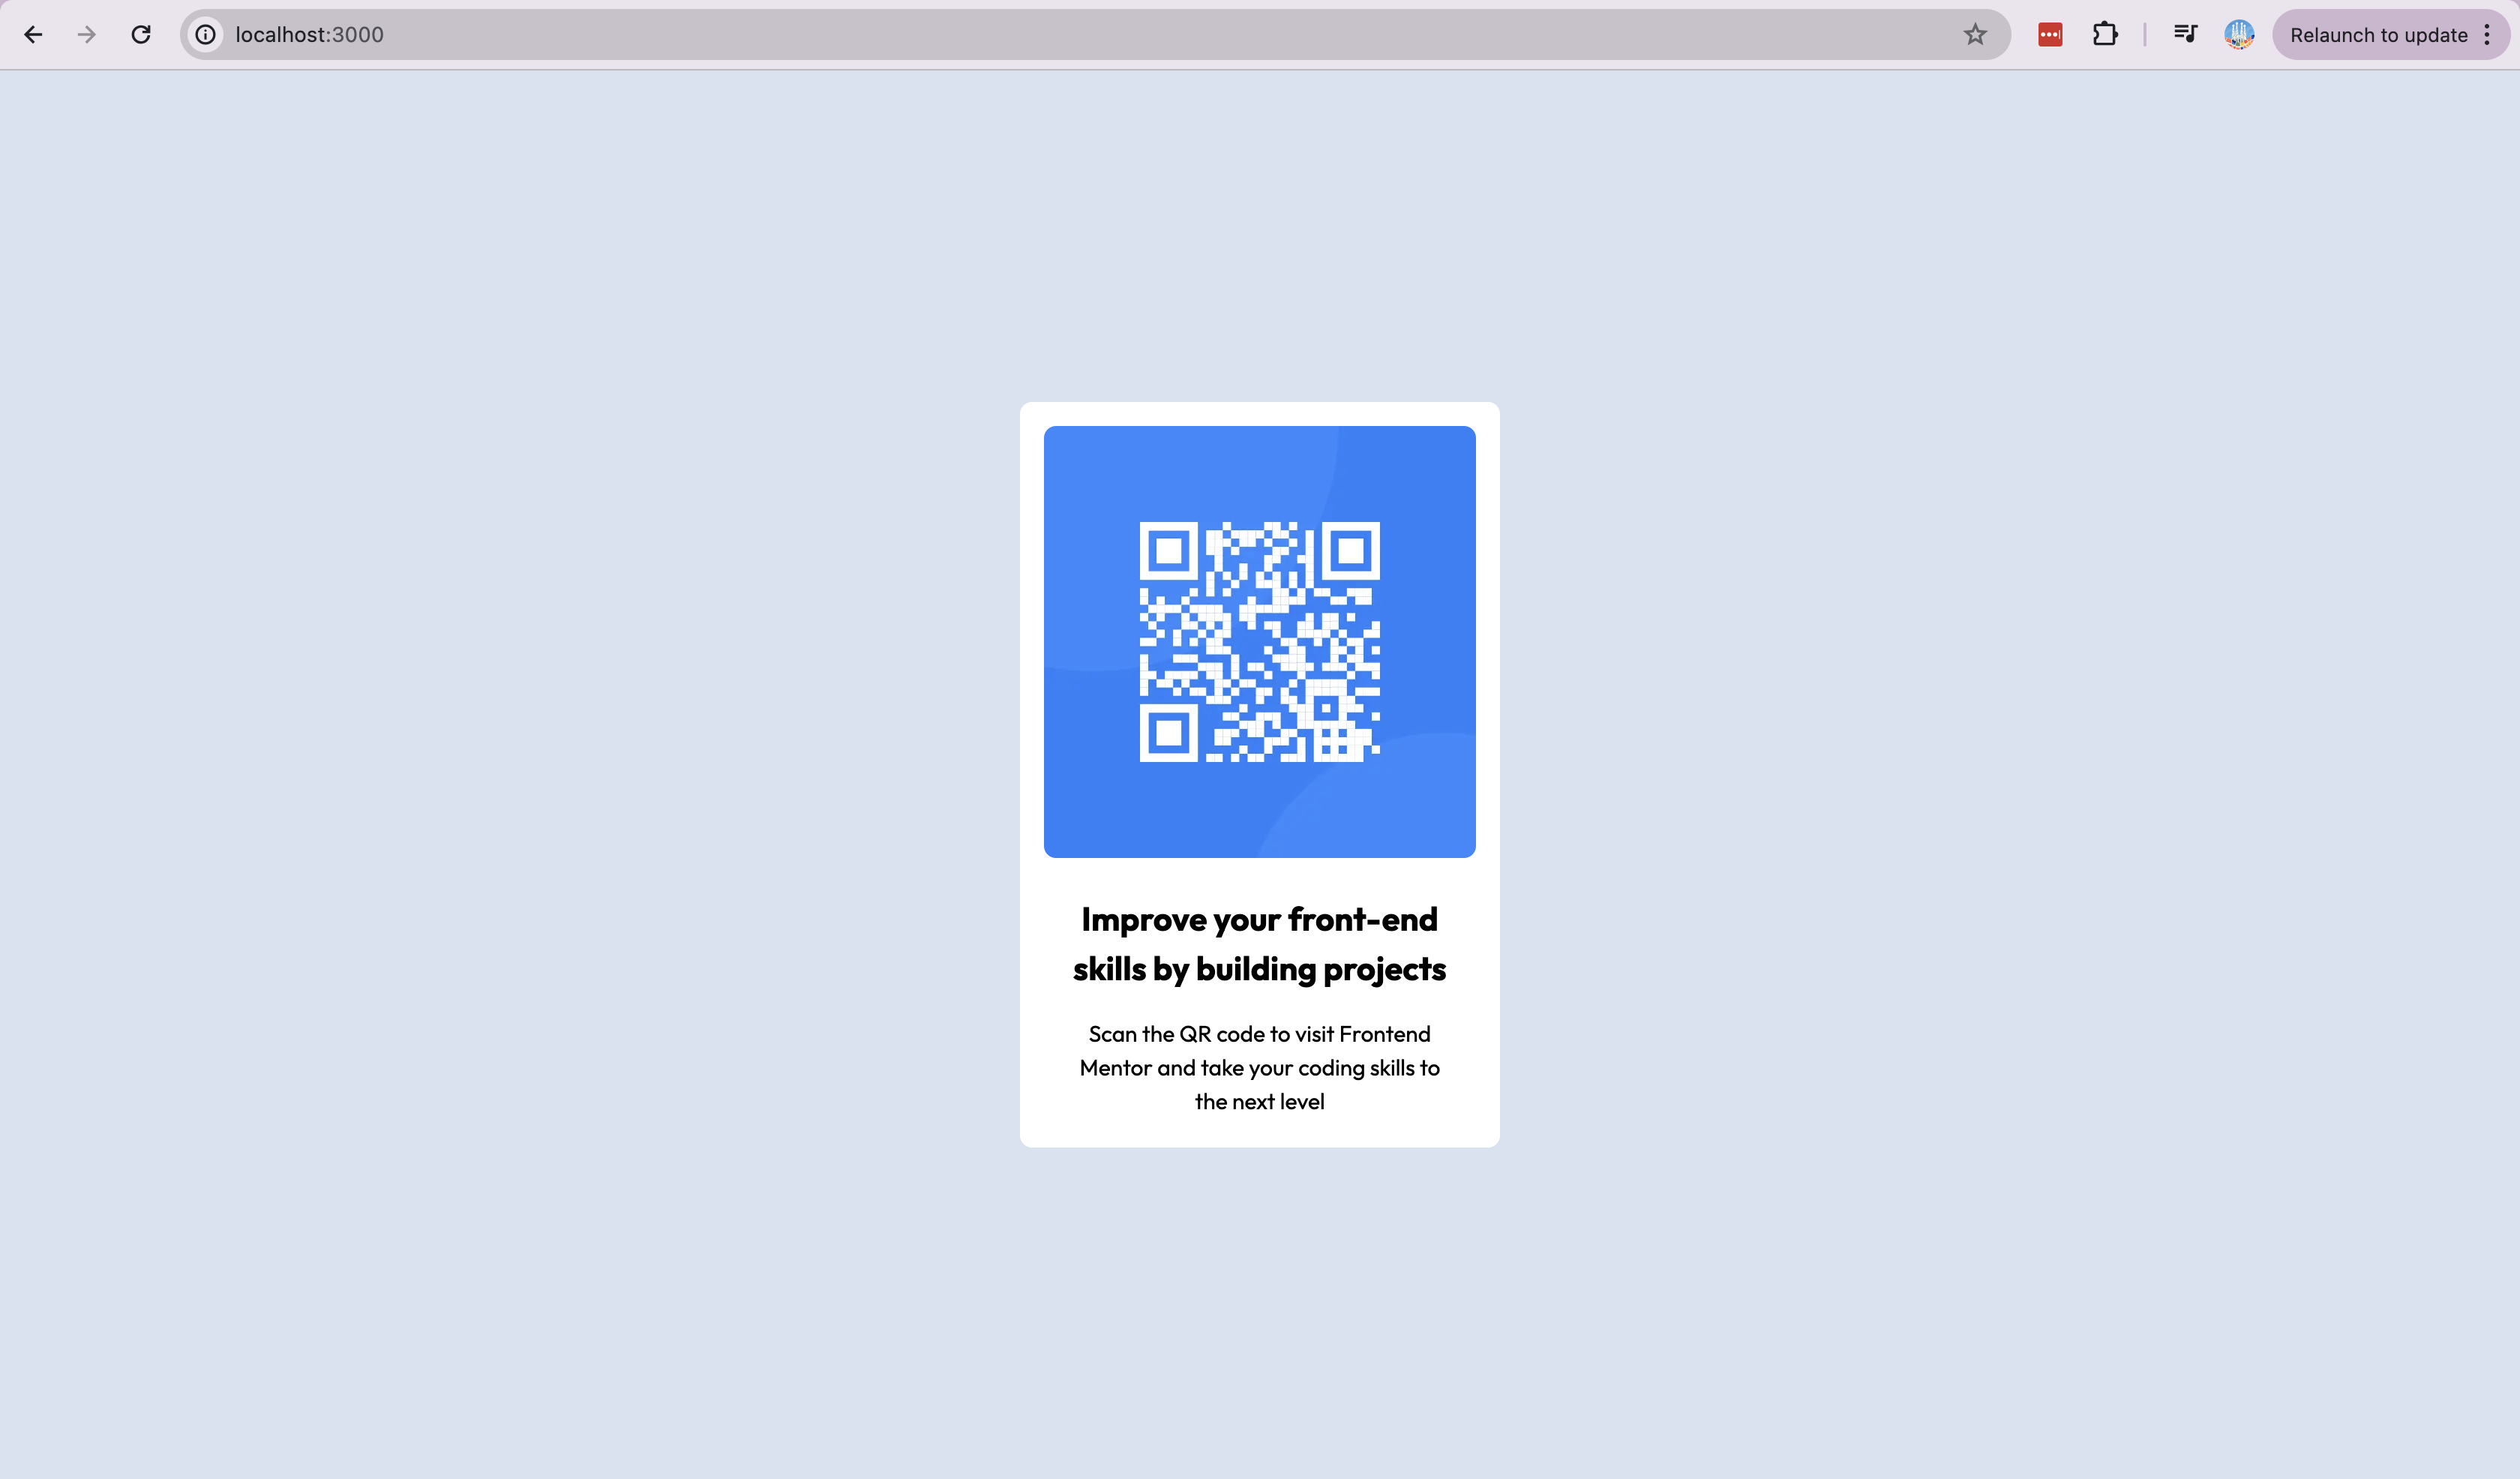 localhost:3000
Relaunch to update
Improve your front-end
skills by building projects
Scan the QR code to visit Frontend
Mentor and take your coding skills to
the next level